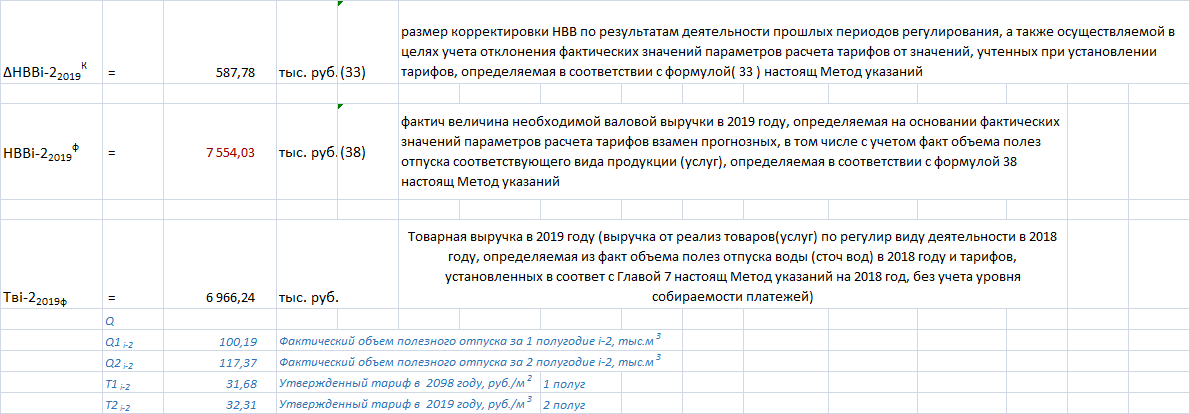 размер корректировки НВВ по результатам деятельности прошлых периодов регулирования, а также осуществляемой в
целях учета отклонения фактических значений параметров расчета тарифов от значений, учтенных при установлении
ΔНВВi-2₂₀₁₉ᴷ = 587,78 тыс. руб. (33) тарифов, определяемая в соответствии с формулой( 33 ) настоящ Метод указаний
фактич величина необходимой валовой выручки в 2019 году, определяемая на основании фактических
значений параметров расчета тарифов взамен прогнозных, в том числе с учетом факт объема полез
НВВi-2₂₀₁₉ᶲ = 7 554,03 тыс. руб. (38) отпуска соответствующего вида продукции (услуг), определяемая в соответствии с формулой 38
настоящ Метод указаний
Товарная выручка в 2019 году (выручка от реализ товаров(услуг) по регулир виду деятельности в 2018
году, определяемая из факт объема полез отпуска воды (сточ вод) в 2018 году и тарифов,
установленных в соответ с Главой 7 настоящ Метод указаний на 2018 год, без учета уровня
Твi-2₂₀₁₉ф = 6 966,24 тыс. руб. собираемости платежей)
Q
Q1 i-2 100,19 Фактический объем полезного отпуска за 1 полугодие i-2, тыс.м ³
Q2 i-2 117,37 Фактический объем полезного отпуска за 2 полугодие i-2, тыс.м ³
Т1 i-2 31,68 Утвержденный тариф в 2098 году, руб./м ² 1 полуг
Т2 i-2 32,31 Утвержденный тариф в 2019 году, руб./м ³ 2 полуг